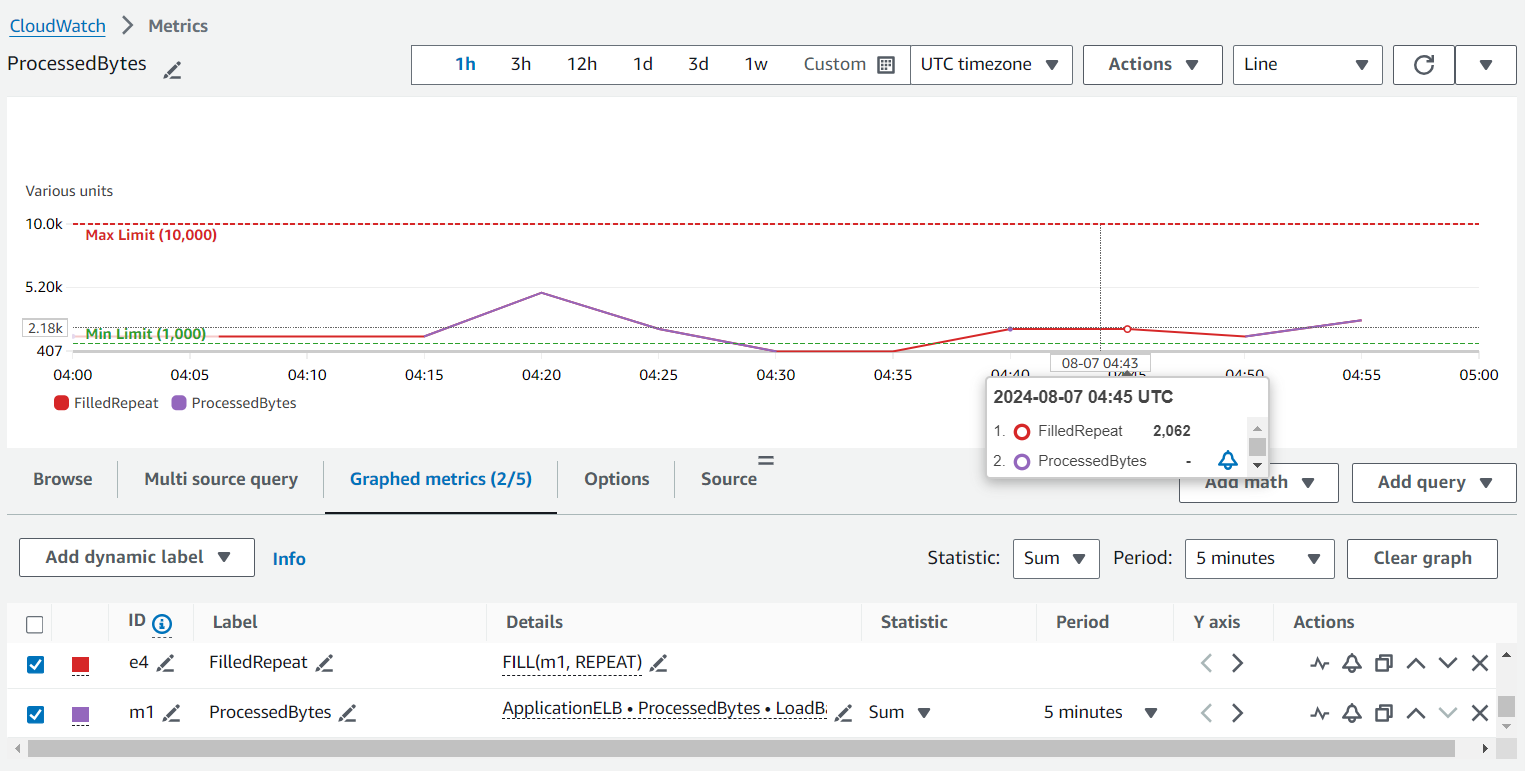 CloudWatch > Metrics
ProcessedBytes
1h 3h 12h 1d 3d 1w Custom UTC timezone Actions Line
Various units
10.0k
Max Limit (10,000)
5.20k
2.18k
Min Limit (1,000)
407
08-07 04:43
04:00 04:05 04:10 04:15 04:20 04:25 04:30 04:35 04:40 04:45 04:50 04:55 05:00
FilledRepeat ProcessedBytes
2024-08-07 04:45 UTC
1. FilledRepeat 2,062
2. ProcessedBytes -
Browse Multi source query Graphed metrics (2/5) Options Source Add math Add query
Add dynamic label Info Statistic: Sum Period: 5 minutes Clear graph
ID Label Details Statistic Period Y axis Actions
e4 FilledRepeat FILL(m1, REPEAT)
m1 ProcessedBytes ApplicationELB • ProcessedBytes • LoadBa Sum 5 minutes